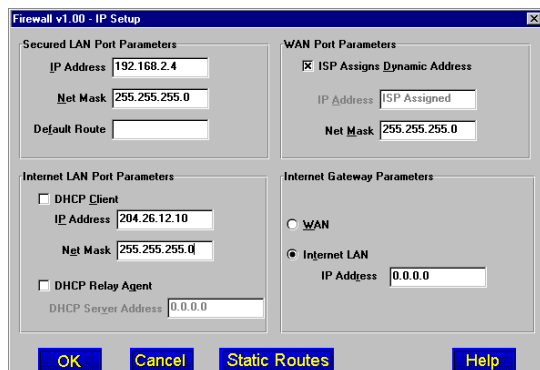 Firewall v1.00 - IP Setup
Secured LAN Port Parameters
IP Address 192.168.2.4
Net Mask 255.255.255.0
Default Route
WAN Port Parameters
ISP Assigns Dynamic Address
IP Address ISP Assigned
Net Mask 255.255.255.0
Internet LAN Port Parameters
DHCP Client
IP Address 204.26.12.10
Net Mask 255.255.255.0
DHCP Relay Agent
DHCP Server Address 0.0.0.0
Internet Gateway Parameters
WAN
Internet LAN
IP Address 0.0.0.0
OK Cancel Static Routes Help